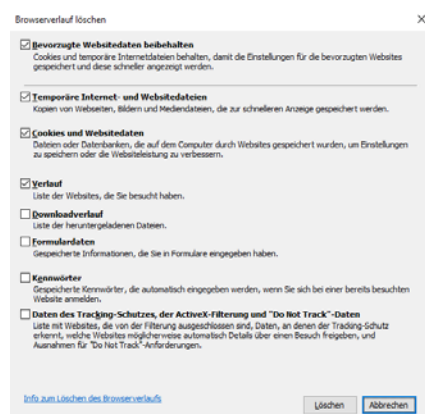 Browserverlauf löschen
Bevorzugte Websitedaten beibehalten
Cookies und temporäre Internetdateien behalten, damit die Einstellungen für die bevorzugten Websites
gespeichert und diese schneller angezeigt werden.
Temporäre Internet- und Websitedateien
Kopien von Webseiten, Bildern und Mediendateien, die zur schnelleren Anzeige gespeichert werden.
Cookies und Websitedaten
Dateien oder Datenbanken, die auf dem Computer durch Websites gespeichert wurden, um Einstellungen
zu speichern oder die Websiteleistung zu verbessern.
Verlauf
Liste der Websites, die Sie besucht haben.
Downloadverlauf
Liste der heruntergeladenen Dateien.
Formulardaten
Gespeicherte Informationen, die Sie in Formulare eingegeben haben.
Kennwörter
Gespeicherte Kennwörter, die automatisch eingegeben werden, wenn Sie sich bei einer bereits besuchten
Website anmelden.
Daten des Tracking-Schutzes, der ActiveX-Filterung und "Do Not Track"-Daten
Liste mit Websites, die von der Filterung ausgeschlossen sind, Daten, an denen der Tracking-Schutz
erkennt, welche Websites möglicherweise automatisch Details über einen Besuch freigeben, und
Ausnahmen für "Do Not Track"-Anforderungen.
Info zum Löschen des Browserverlaufs
Löschen Abbrechen